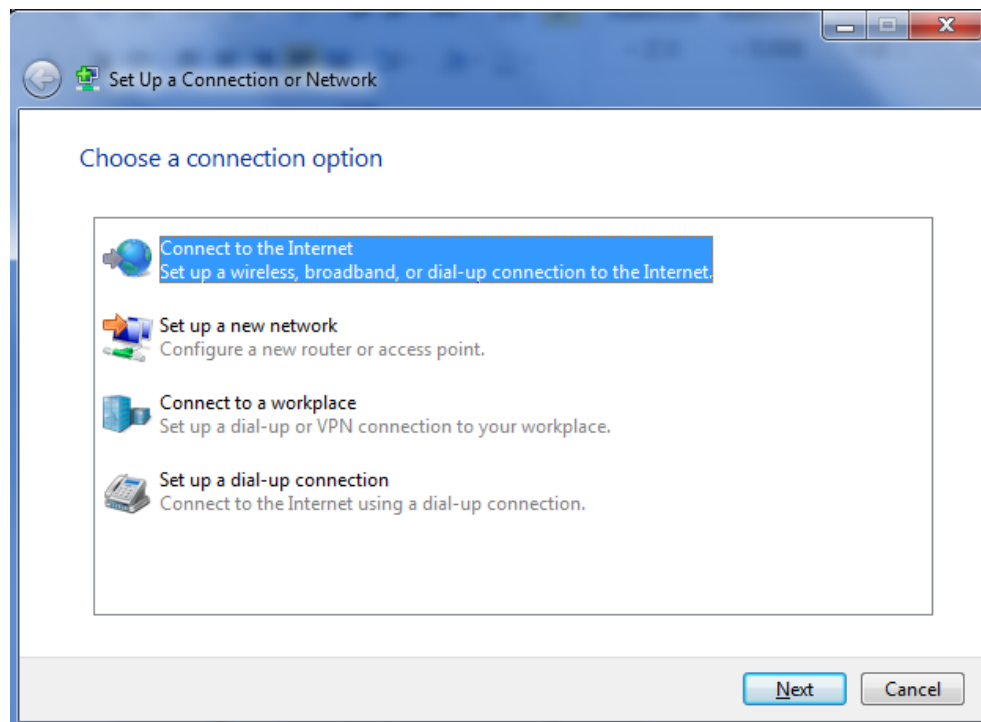 Set Up a Connection or Network
Choose a connection option
Connect to the Internet
Set up a wireless, broadband, or dial-up connection to the Internet.
Set up a new network
Configure a new router or access point.
Connect to a workplace
Set up a dial-up or VPN connection to your workplace.
Set up a dial-up connection
Connect to the Internet using a dial-up connection.
Next
Cancel